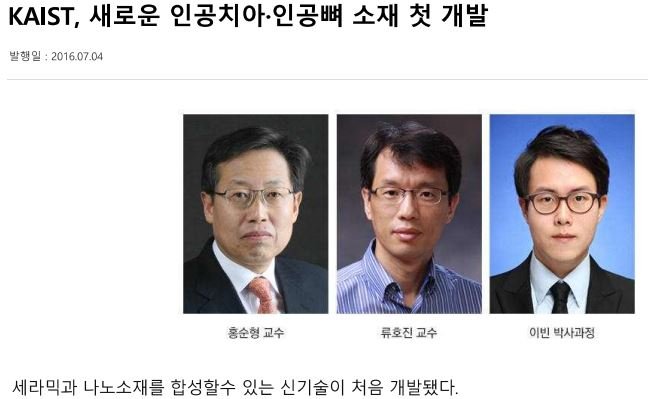 KAIST, 새로운 인공치아·인공뼈 소재 첫 개발
발행일 : 2016.07.04
홍순형 교수
류호진 교수
이빈 박사과정
세라믹과 나노소재를 합성할수 있는 신기술이 처음 개발됐다.